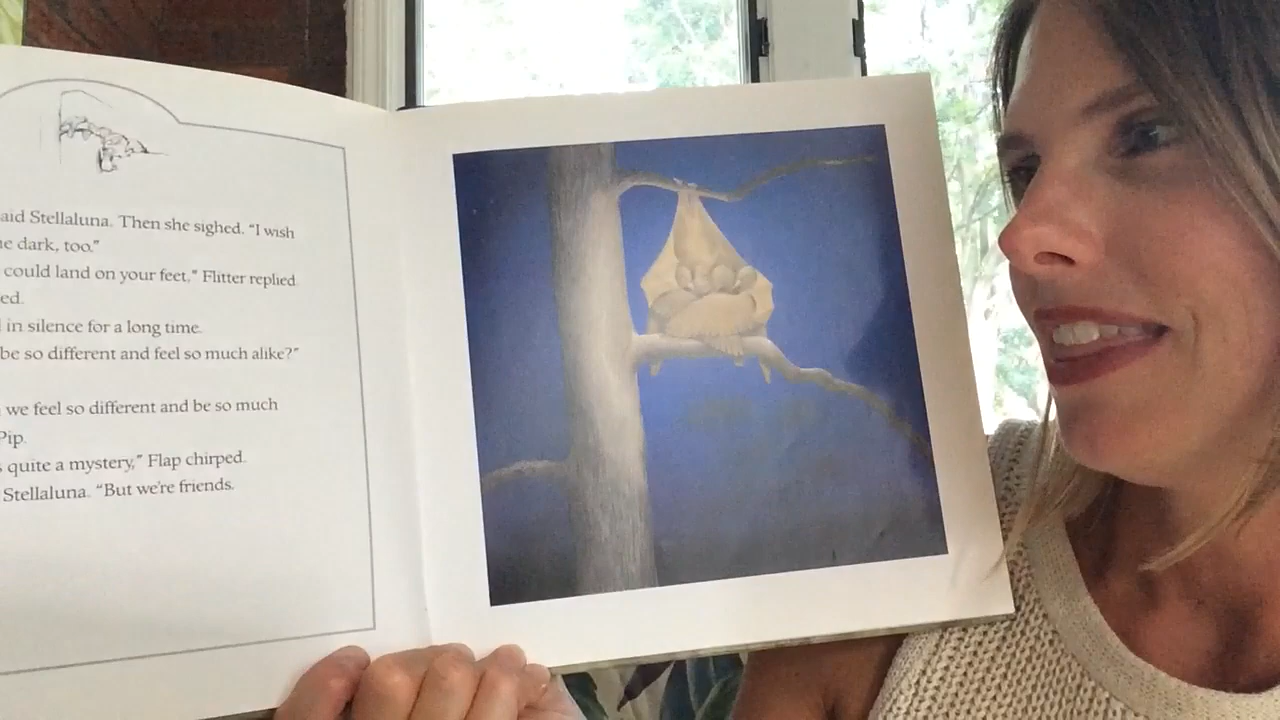 aid Stellaluna. Then she sighed. "I wish
e dark, too."
could land on your feet," Flitter replied.
ed.
in silence for a long time.
be so different and feel so much alike?"
we feel so different and be so much
Pip.
quite a mystery," Flap chirped.
Stellaluna. "But we're friends.